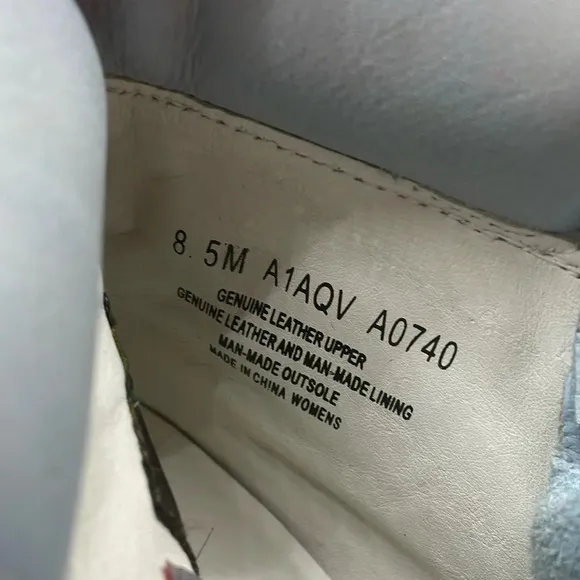 8.5M A1AQV A0740
GENUINE LEATHER UPPER
GENUINE LEATHER AND MAN-MADE LINING
MAN-MADE OUTSOLE
MADE IN CHINA WOMENS